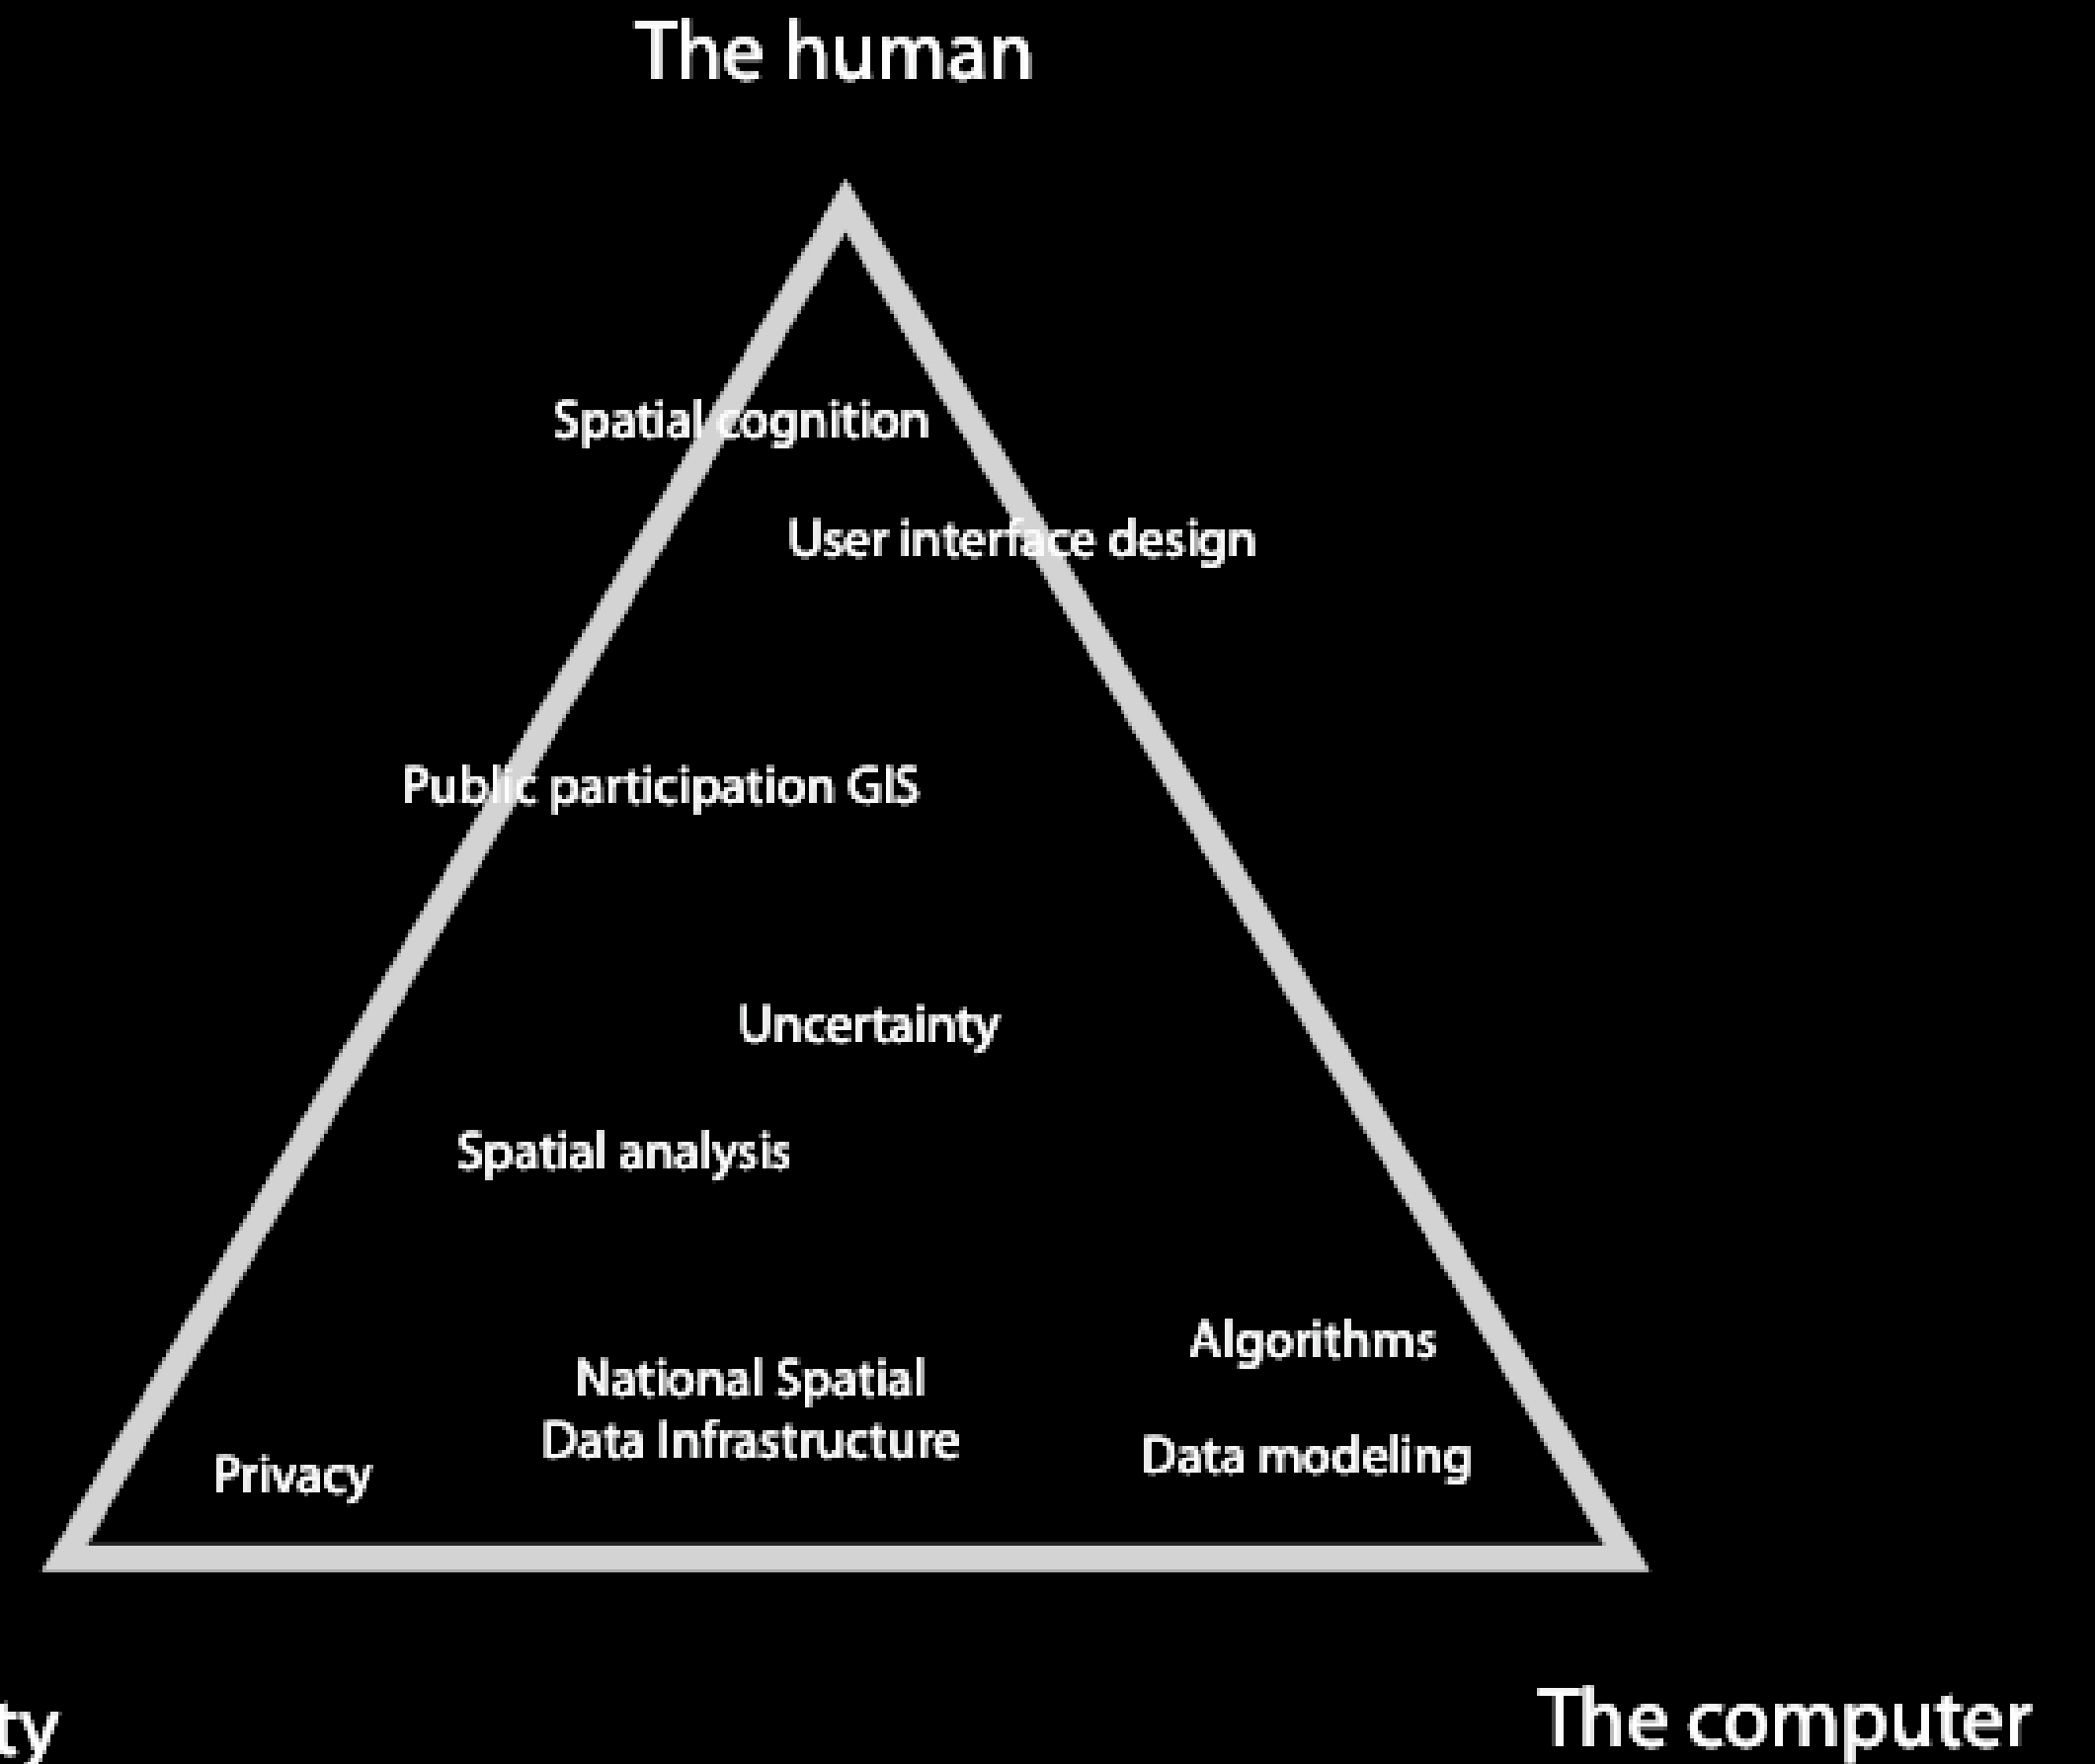 The human
Spatial cognition
User interface design
Public participation GIS
Uncertainty
Spatial analysis
Algorithms
National Spatial
Data Infrastructure
Data modeling
Privacy
ty
The computer